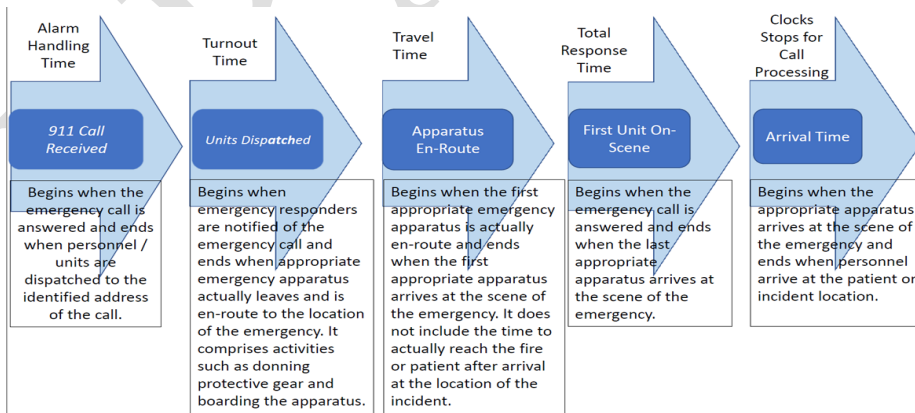 Alarm
Handling
Time
911 Call
Received
Begins when the
emergency call is
answered and ends
when personnel /
units are
dispatched to the
identified address
of the call.
Turnout
Time
Units Dispatched
Begins when
emergency responders
are notified of the
emergency call and
ends when appropriate
emergency apparatus
actually leaves and is
en-route to the location
of the emergency. It
comprises activities
such as donning
protective gear and
boarding the apparatus.
Travel
Time
Apparatus
En-Route
Begins when the first
appropriate emergency
apparatus is actually
en-route and ends
when the first
appropriate apparatus
arrives at the scene of
the emergency. It does
not include the time to
actually reach the fire
or patient after arrival
at the location of the
incident.
Total
Response
Time
First Unit On-
Scene
Begins when the
emergency call is
answered and ends
when the last
appropriate
apparatus arrives at
the scene of the
emergency.
Clocks
Stops for
Call
Processing
Arrival Time
Begins when the
appropriate apparatus
arrives at the scene of
the emergency and
ends when personnel
arrive at the patient or
incident location.